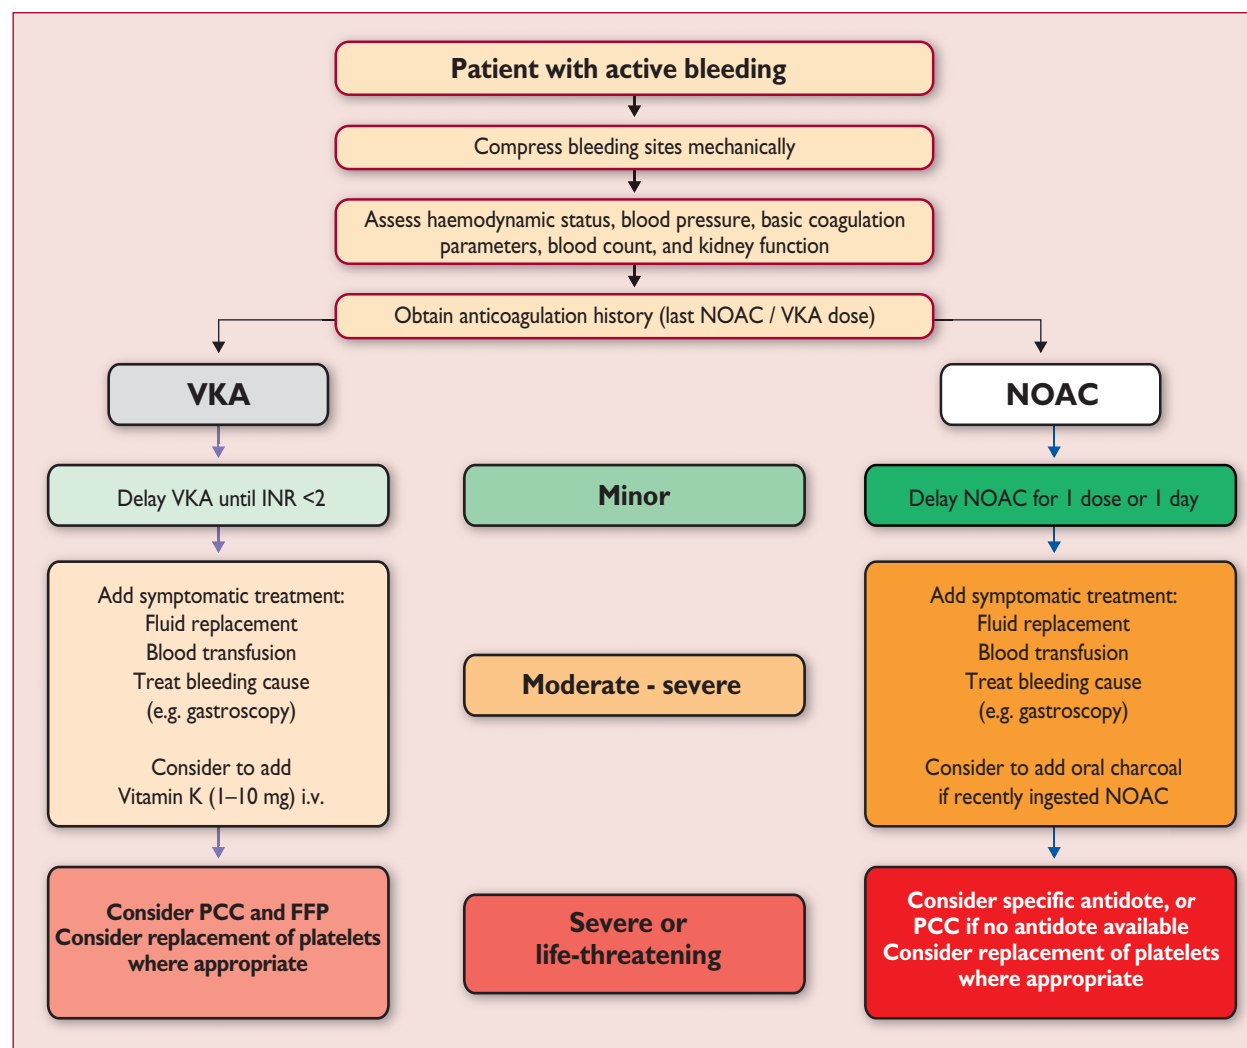 Patient with active bleeding
Compress bleeding sites mechanically
Assess haemodynamic status, blood pressure, basic coagulation
parameters, blood count, and kidney function
Obtain anticoagulation history (last NOAC / VKA dose)
VKA
NOAC
Delay VKA until INR <2
Minor
Delay NOAC for 1 dose or 1 day
Add symptomatic treatment:
Fluid replacement
Blood transfusion
Treat bleeding cause
(e.g. gastroscopy)
Consider to add
Vitamin K (1–10 mg) i.v.
Moderate - severe
Add symptomatic treatment:
Fluid replacement
Blood transfusion
Treat bleeding cause
(e.g. gastroscopy)
Consider to add oral charcoal
if recently ingested NOAC
Consider PCC and FFP
Consider replacement of platelets
where appropriate
Severe or
life-threatening
Consider specific antidote, or
PCC if no antidote available
Consider replacement of platelets
where appropriate